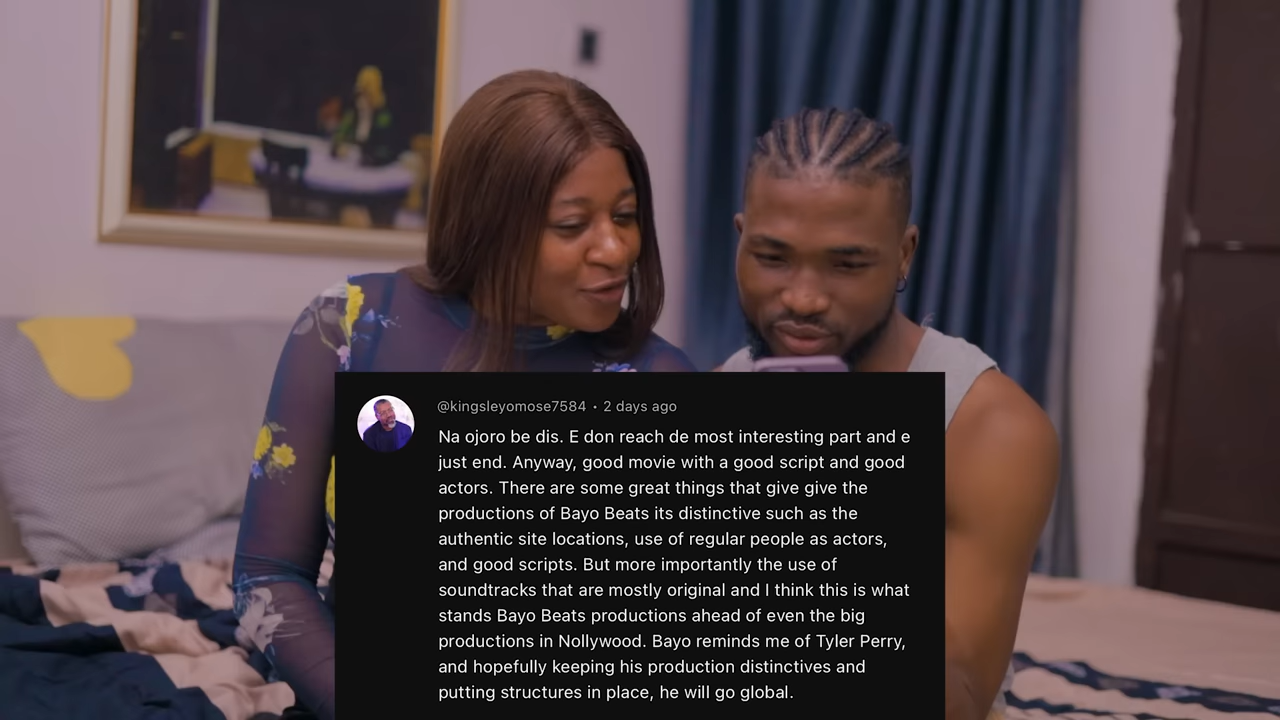 @kingsleyomose7584 • 2 days ago
Na ojoro be dis. E don reach de most interesting part and e
just end. Anyway, good movie with a good script and good
actors. There are some great things that give give the
productions of Bayo Beats its distinctive such as the
authentic site locations, use of regular people as actors,
and good scripts. But more importantly the use of
soundtracks that are mostly original and I think this is what
stands Bayo Beats productions ahead of even the big
productions in Nollywood. Bayo reminds me of Tyler Perry,
and hopefully keeping his production distinctives and
putting structures in place, he will go global.